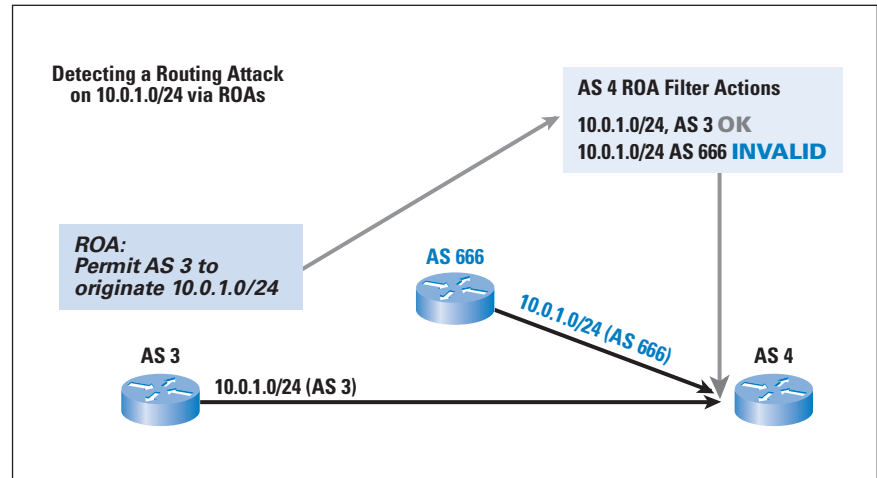 Detecting a Routing Attack
on 10.0.1.0/24 via ROAs
AS 4 ROA Filter Actions
10.0.1.0/24, AS 3 OK
10.0.1.0/24 AS 666 INVALID
ROA:
Permit AS 3 to
originate 10.0.1.0/24
AS 666
10.0.1.0/24 (AS 666)
AS 3
10.0.1.0/24 (AS 3)
AS 4